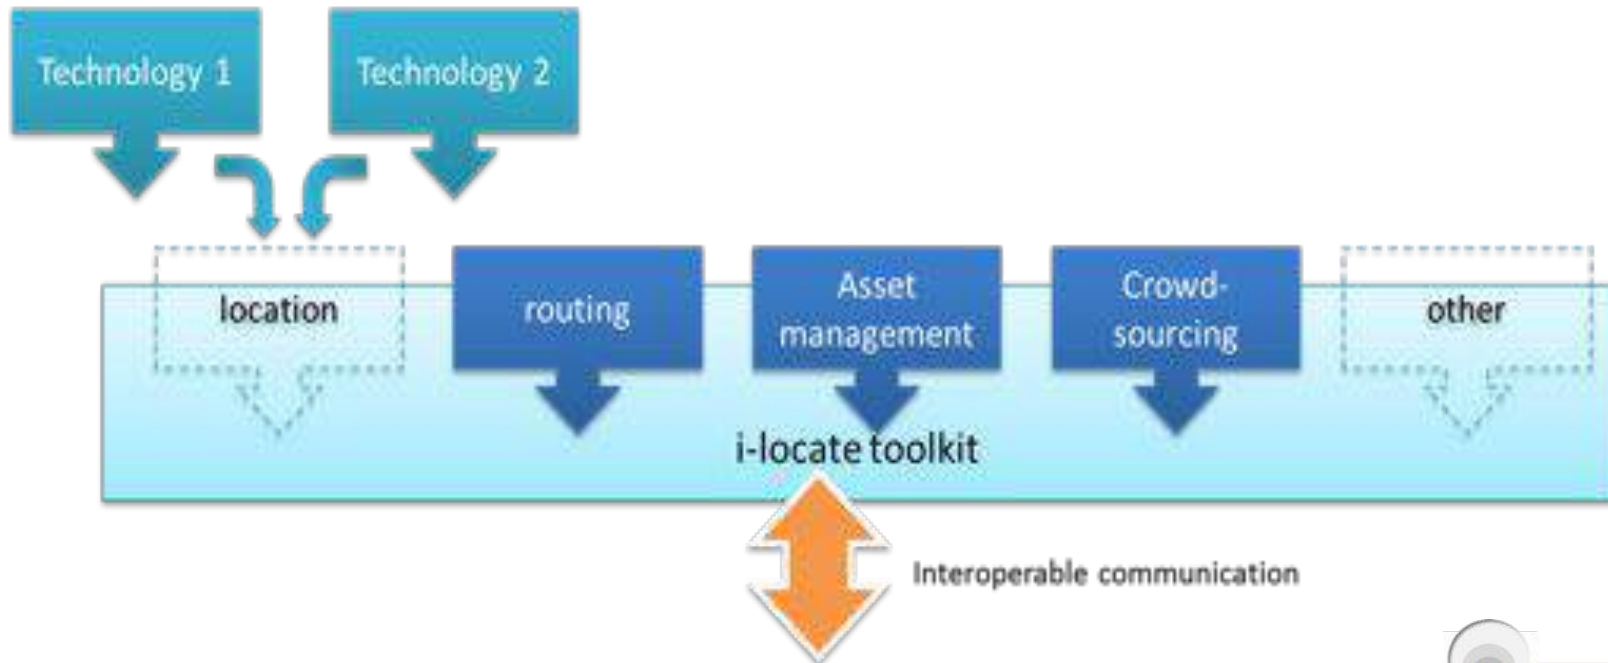 Technology 1
Technology 2
location
routing
Asset
management
Crowd-
sourcing
other
i-locate toolkit
Interoperable communication